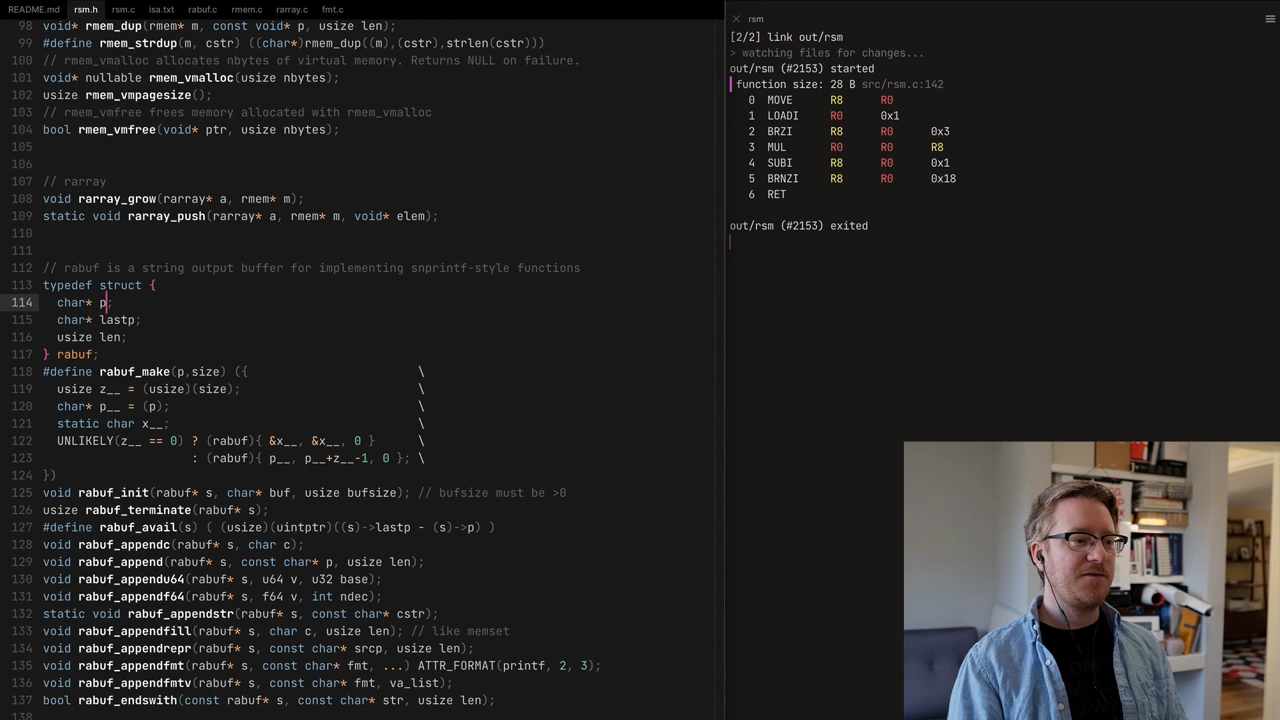 README.md rsm.h rsm.c isa.txt rabuf.c rmem.c rarray.c fmt.c
98 void* rmem_dup(rmem* m, const void* p, usize len);
99 #define rmem_strdup(m, cstr) ((char*)rmem_dup((m),(cstr),strlen(cstr)))
100 // rmem_vmalloc allocates nbytes of virtual memory. Returns NULL on failure.
101 void* nullable rmem_vmalloc(usize nbytes);
102 usize rmem_vmpagesize();
103 // rmem_vmfree frees memory allocated with rmem_vmalloc
104 bool rmem_vmfree(void* ptr, usize nbytes);
105
106
107 // rarray
108 void rarray_grow(rarray* a, rmem* m);
109 static void rarray_push(rarray* a, rmem* m, void* elem);
110
111
112 // rabuf is a string output buffer for implementing snprintf-style functions
113 typedef struct {
114 char* p;
115 char* lastp;
116 usize len;
117 } rabuf;
118 #define rabuf_make(p,size) ({ \
119 usize z__ = (usize)(size); \
120 char* p__ = (p); \
121 static char x__; \
122 UNLIKELY(z__ == 0) ? (rabuf){ &x__, &x__, 0 } \
123 : (rabuf){ p__, p__+z__-1, 0 }; \
124 })
125 void rabuf_init(rabuf* s, char* buf, usize bufsize); // bufsize must be >0
126 usize rabuf_terminate(rabuf* s);
127 #define rabuf_avail(s) ( (usize)(uintptr)((s)->lastp - (s)->p) )
128 void rabuf_appendc(rabuf* s, char c);
129 void rabuf_append(rabuf* s, const char* p, usize len);
130 void rabuf_appendu64(rabuf* s, u64 v, u32 base);
131 void rabuf_appendf64(rabuf* s, f64 v, int ndec);
132 static void rabuf_appendstr(rabuf* s, const char* cstr);
133 void rabuf_appendfill(rabuf* s, char c, usize len); // like memset
134 void rabuf_appendrepr(rabuf* s, const char* srcp, usize len);
135 void rabuf_appendfmt(rabuf* s, const char* fmt, ...) ATTR_FORMAT(printf, 2, 3);
136 void rabuf_appendfmtv(rabuf* s, const char* fmt, va_list);
137 bool rabuf_endswith(const rabuf* s, const char* str, usize len);
138
rsm
[2/2] link out/rsm
> watching files for changes...
out/rsm (#2153) started
function size: 28 B src/rsm.c:142
0 MOVE R8 R0
1 LOADI R0 0x1
2 BRZI R8 R0 0x3
3 MUL R0 R0 R8
4 SUBI R8 R0 0x1
5 BRNZI R8 R0 0x18
6 RET
out/rsm (#2153) exited